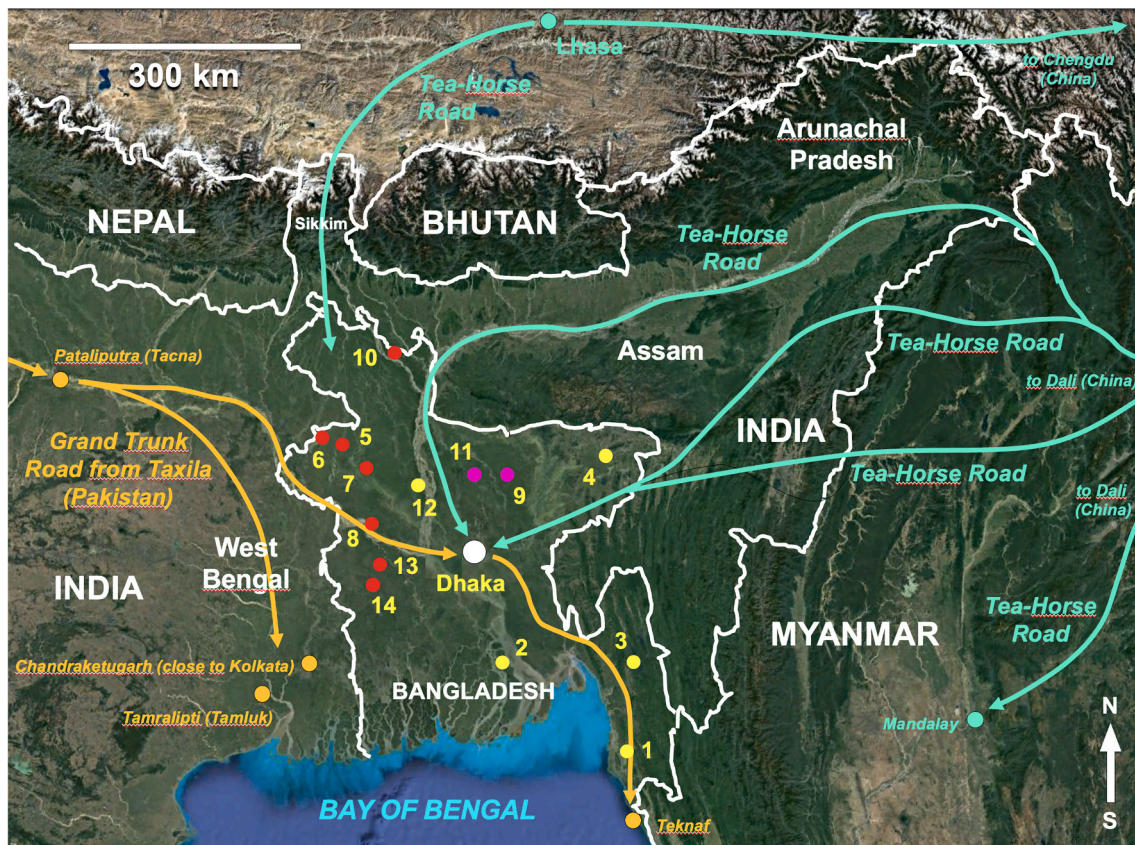 Lhasa
300 km
to Chengdu
(China)
Tea-Horse
Road
Arunachal
Pradesh
NEPAL
Sikkim
BHUTAN
Tea-Horse
Road
Tea-Horse Road
Assam
10
Pataliputra (Tacna)
to Dali (China)
INDIA
Grand Trunk
Road from Taxila
(Pakistan)
5
6
7
11
9
4
12
Tea-Horse Road
to Dali
(China)
8
West
Bengal
INDIA
13
14
Dhaka
Tea-Horse
Road
MYANMAR
2
3
Chandraketugarh (close to Kolkata)
BANGLADESH
Tamralipti (Tamluk)
Mandalay
N
1
BAY OF BENGAL
Teknaf
S